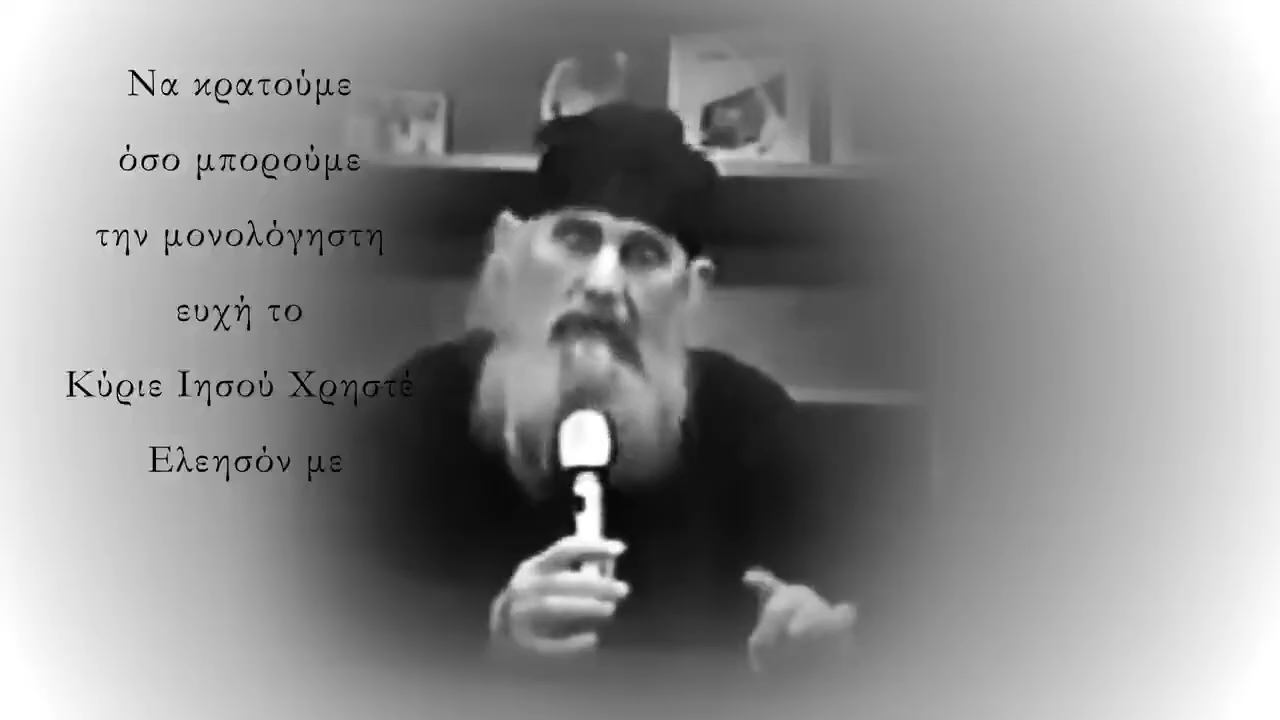 Να κρατούμε
όσο μπορούμε
την μονολόγηστη
ευχή το
Κύριε Ιησού Χρηστέ
Ελεησόν με